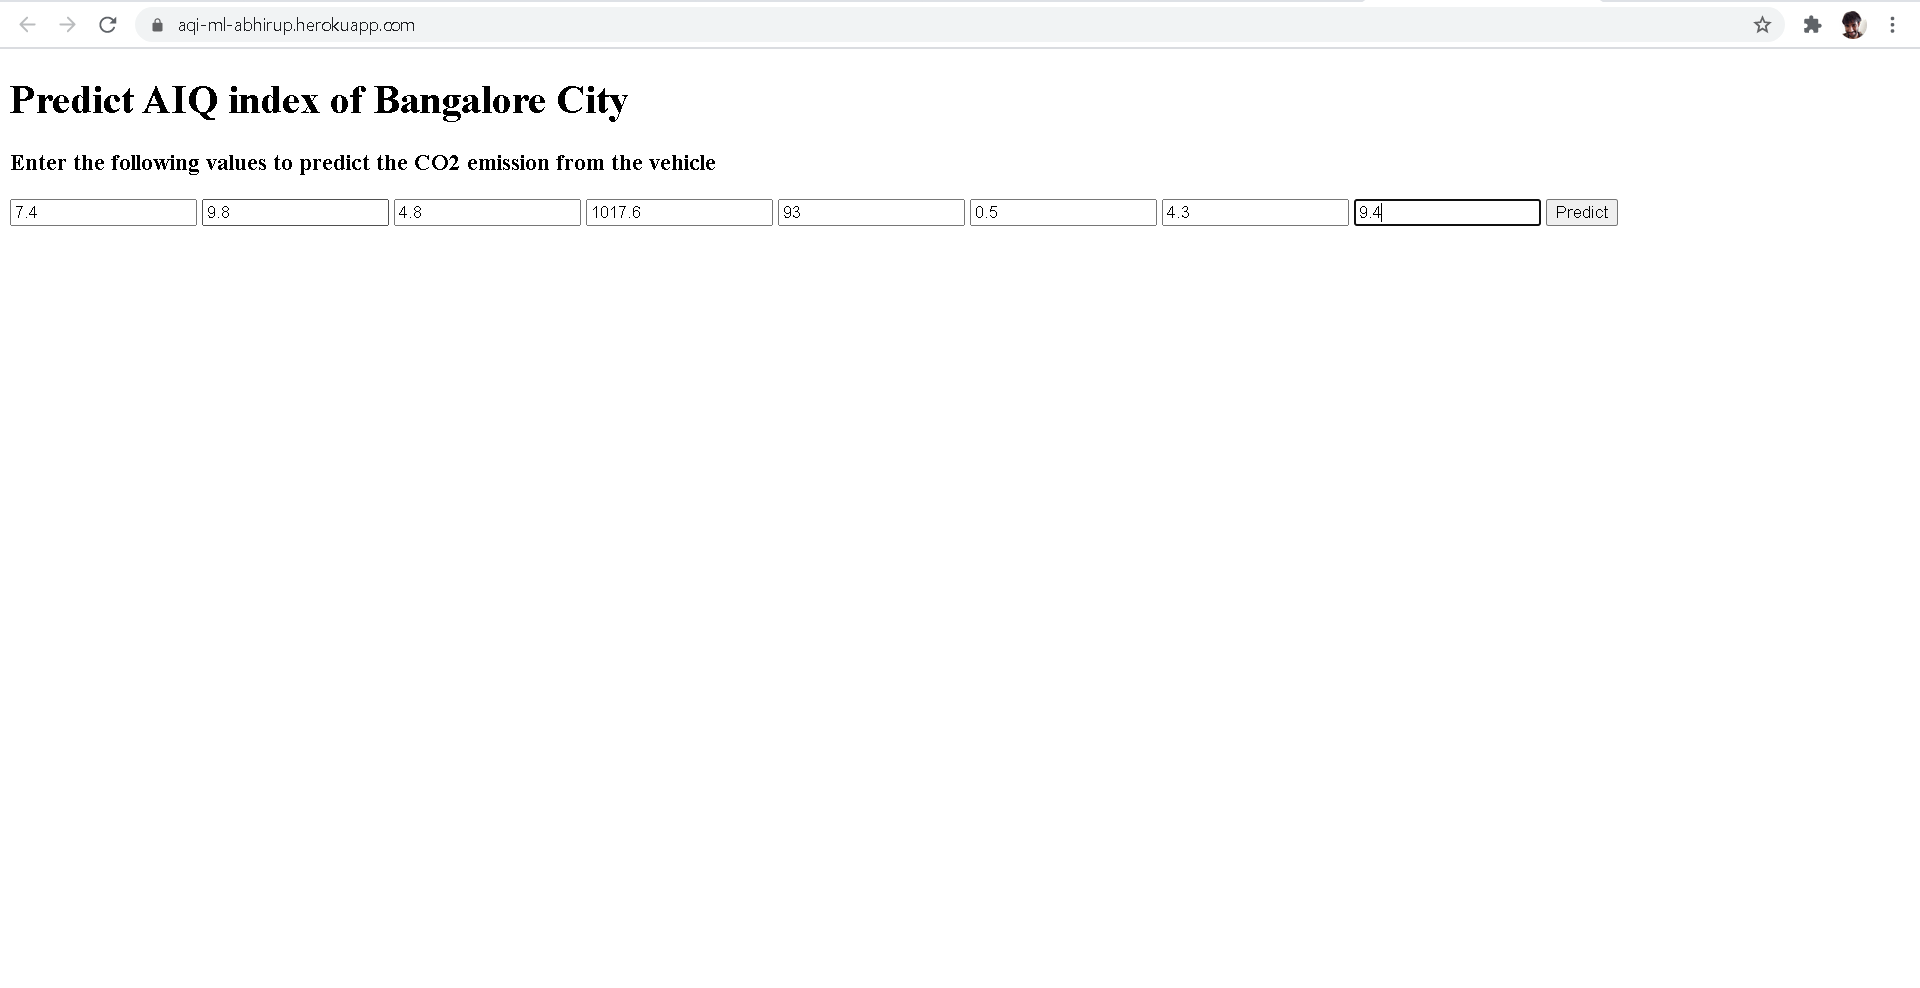 aqi-ml-abhirup.herokuapp.com
Predict AIQ index of Bangalore City
Enter the following values to predict the CO2 emission from the vehicle
7.4 9.8 4.8 1017.6 93 0.5 4.3 9.4 Predict